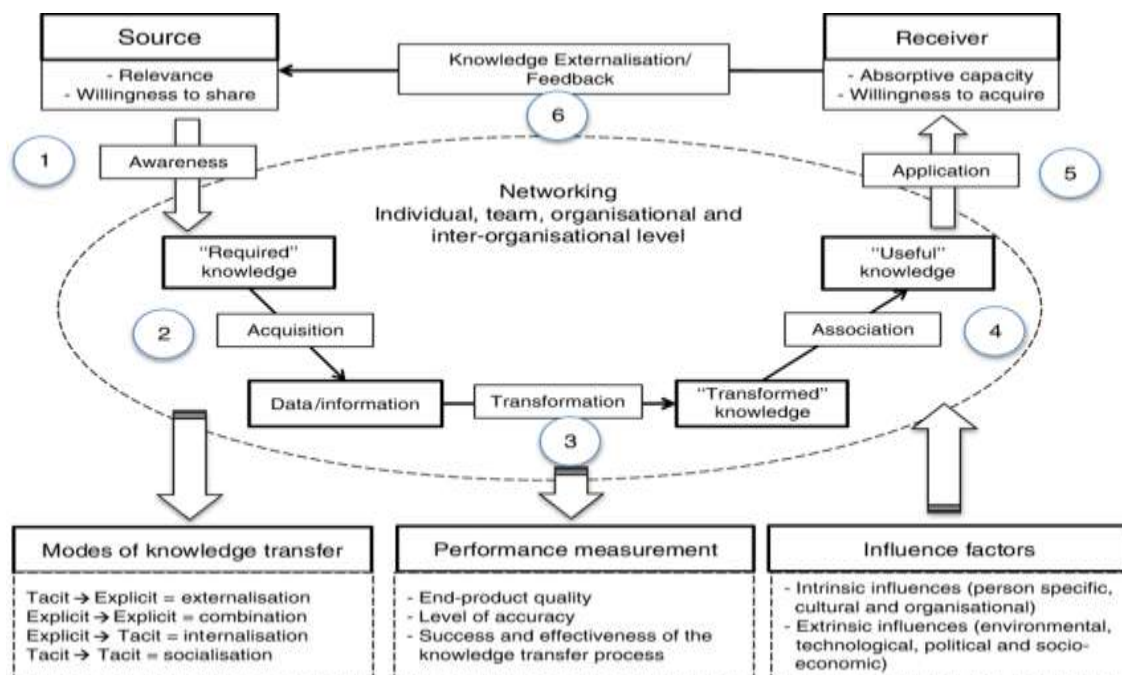 Source
- Relevance
- Willingness to share
Knowledge Externalisation/
Feedback
Receiver
- Absorptive capacity
- Willingness to acquire
6
1
Awareness
Application
5
Networking
Individual, team, organisational and
inter-organisational level
"Required"
knowledge
"Useful"
knowledge
2
Acquisition
Association
4
Data/information
Transformation
"Transformed"
knowledge
3
Modes of knowledge transfer
Tacit → Explicit = externalisation
Explicit → Explicit = combination
Explicit → Tacit = internalisation
Tacit → Tacit = socialisation
Performance measurement
- End-product quality
- Level of accuracy
- Success and effectiveness of the
knowledge transfer process
Influence factors
- Intrinsic influences (person specific,
cultural and organisational)
- Extrinsic influences (environmental,
technological, political and socio-
economic)